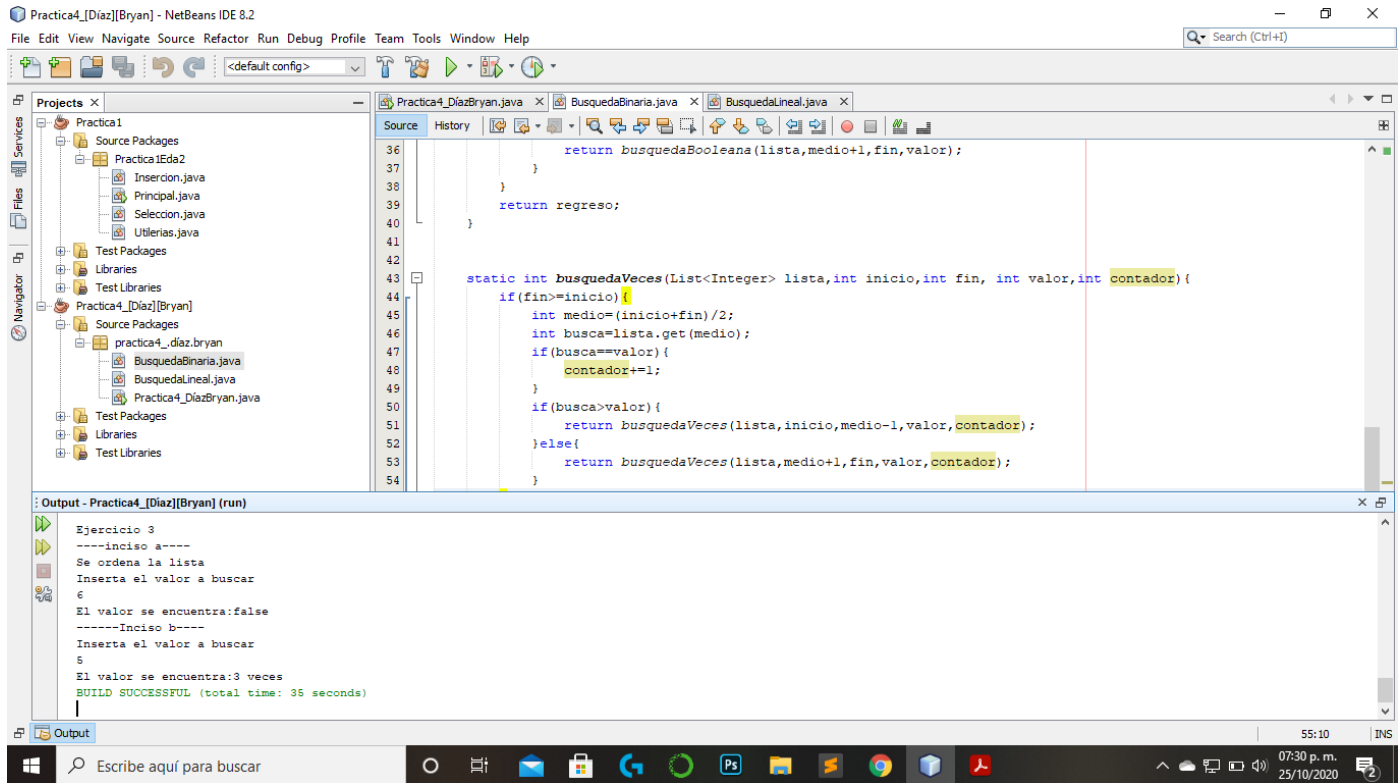 Practica4_[Díaz][Bryan] - NetBeans IDE 8.2
File Edit View Navigate Source Refactor Run Debug Profile Team Tools Window Help
Search (Ctrl+I)
<default config>
Projects
Practica1
Source Packages
Practica1Eda2
Insercion.java
Principal.java
Seleccion.java
Utilerias.java
Test Packages
Libraries
Test Libraries
Practica4_[Díaz][Bryan]
Source Packages
practica4_.díaz.bryan
BusquedaBinaria.java
BusquedaLineal.java
Practica4_DíazBryan.java
Test Packages
Libraries
Test Libraries
Services
Files
Navigator
Practica4_DíazBryan.java BusquedaBinaria.java BusquedaLineal.java
Source History
36 return busquedaBooleana(lista,medio+1,fin,valor);
37 }
38 }
39 return regreso;
40 }
41
42
43 static int busquedaVeces(List<Integer> lista,int inicio,int fin, int valor,int contador){
44 if(fin>=inicio){
45 int medio=(inicio+fin)/2;
46 int busca=lista.get(medio);
47 if(busca==valor){
48 contador+=1;
49 }
50 if(busca>valor){
51 return busquedaVeces(lista,inicio,medio-1,valor,contador);
52 }else{
53 return busquedaVeces(lista,medio+1,fin,valor,contador);
54 }
Output - Practica4_[Díaz][Bryan] (run)
Ejercicio 3
----inciso a----
Se ordena la lista
Inserta el valor a buscar
6
El valor se encuentra:false
------Inciso b----
Inserta el valor a buscar
5
El valor se encuentra:3 veces
BUILD SUCCESSFUL (total time: 35 seconds)
Output
55:10 INS
Escribe aquí para buscar
Ps
07:30 p. m.
25/10/2020
2